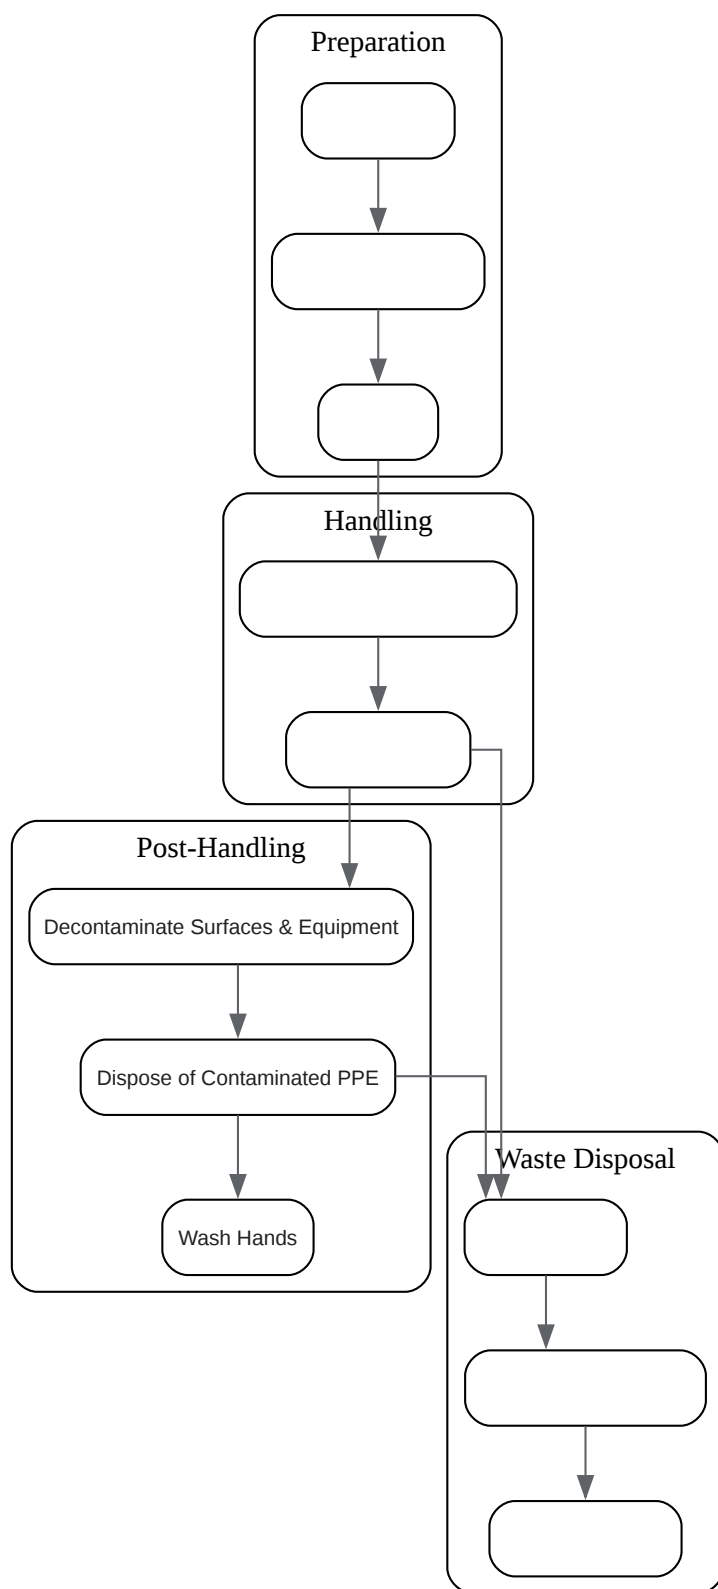 Preparation
Handling
Post-Handling
Decontaminate Surfaces & Equipment
Dispose of Contaminated PPE
Wash Hands
Waste Disposal